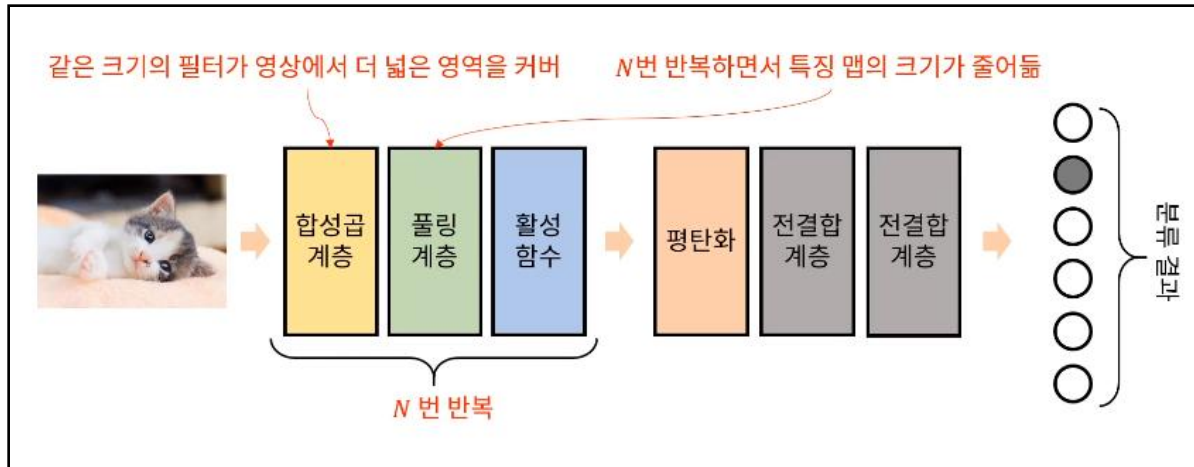 같은 크기의 필터가 영상에서 더 넓은 영역을 커버
N번 반복하면서 특징 맵의 크기가 줄어듦
합성곱
계층
풀링
계층
활성
함수
평탄화
전결합
계층
전결합
계층
분류 결과
N 번 반복